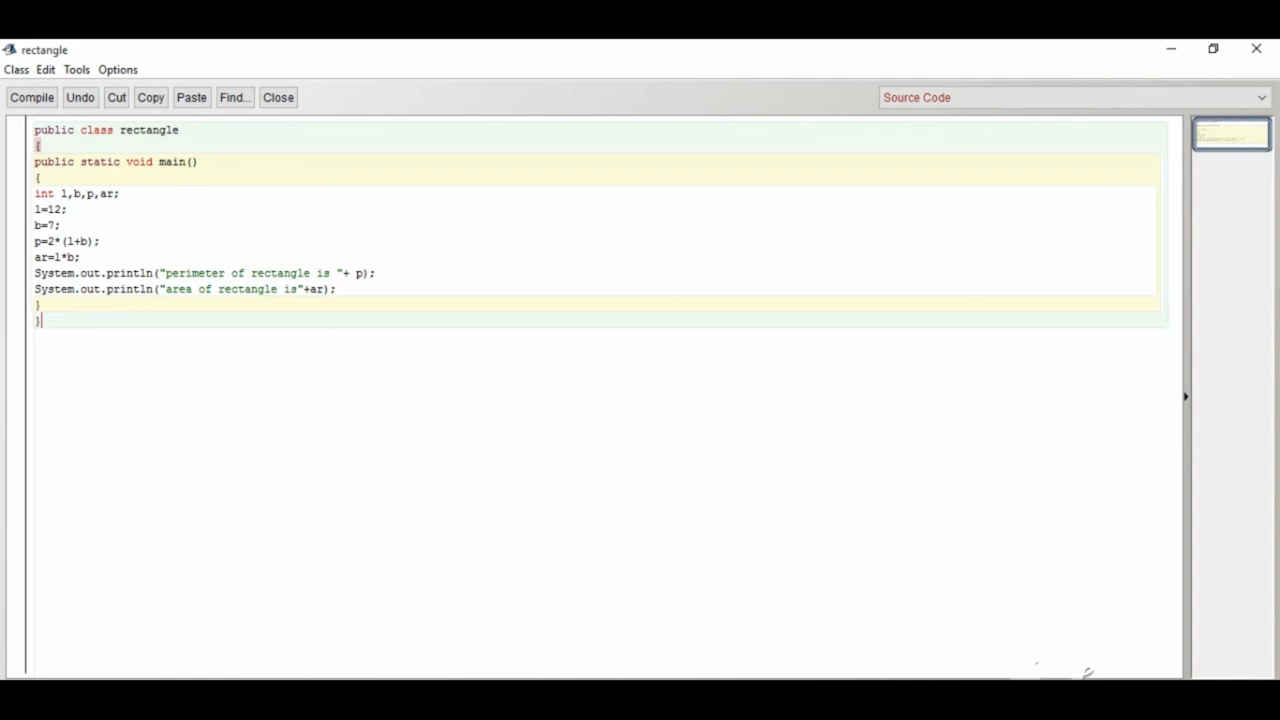 rectangle
Class Edit Tools Options
Compile Undo Cut Copy Paste Find... Close Source Code
public class rectangle
{
public static void main()
{
int l,b,p,ar;
l=12;
b=7;
p=2*(l+b);
ar=l*b;
System.out.println("perimeter of rectangle is "+ p);
System.out.println("area of rectangle is"+ar);
}
}